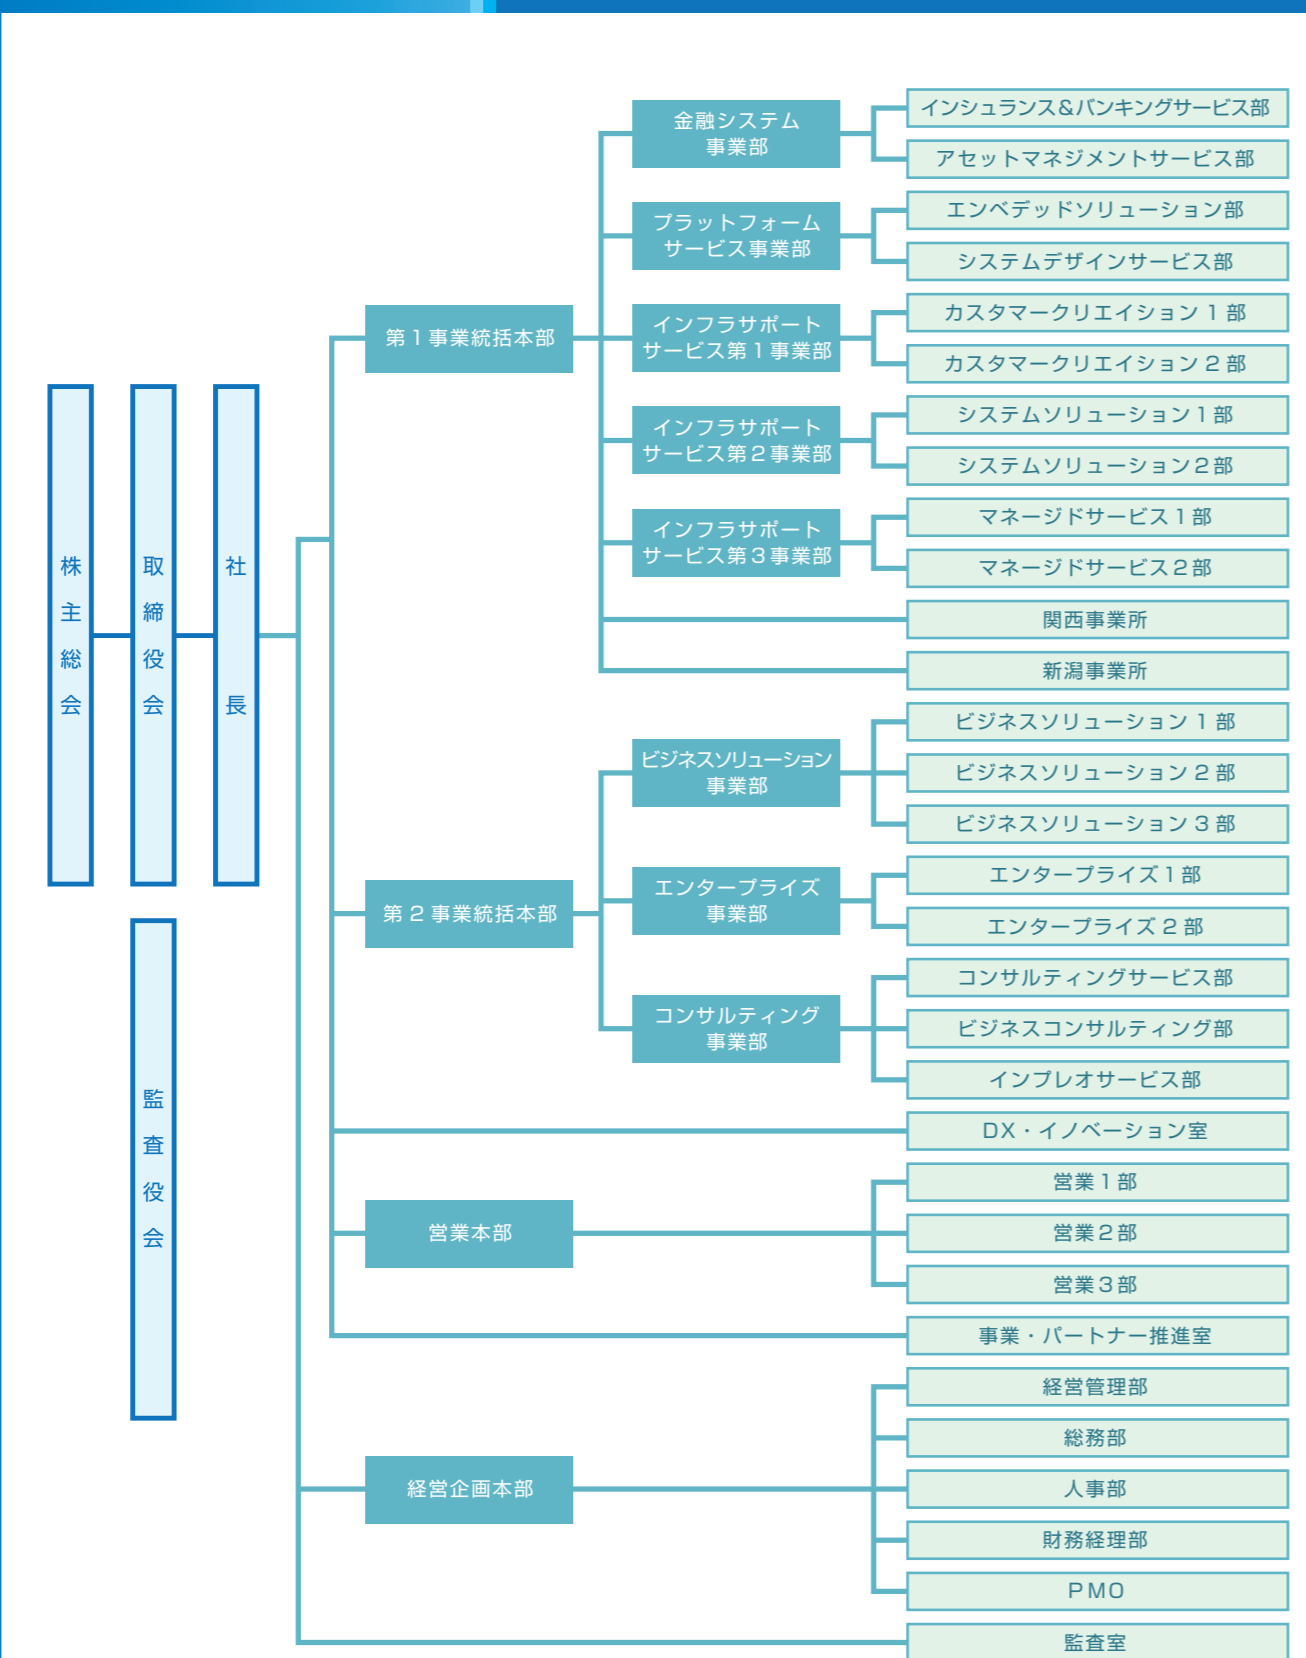 株主総会
取締役会
社長
監査役会
第1事業統括本部
金融システム
事業部
インシュランス&バンキングサービス部
アセットマネジメントサービス部
プラットフォーム
サービス事業部
エンベデッドソリューション部
システムデザインサービス部
インフラサポート
サービス第1事業部
カスタマークリエイション1部
カスタマークリエイション2部
インフラサポート
サービス第2事業部
システムソリューション1部
システムソリューション2部
インフラサポート
サービス第3事業部
マネージドサービス1部
マネージドサービス2部
関西事業所
新潟事業所
第2事業統括本部
ビジネスソリューション
事業部
ビジネスソリューション1部
ビジネスソリューション2部
ビジネスソリューション3部
エンタープライズ
事業部
エンタープライズ1部
エンタープライズ2部
コンサルティング
事業部
コンサルティングサービス部
ビジネスコンサルティング部
インプレオサービス部
DX・イノベーション室
営業本部
営業1部
営業2部
営業3部
事業・パートナー推進室
経営企画本部
経営管理部
総務部
人事部
財務経理部
PMO
監査室